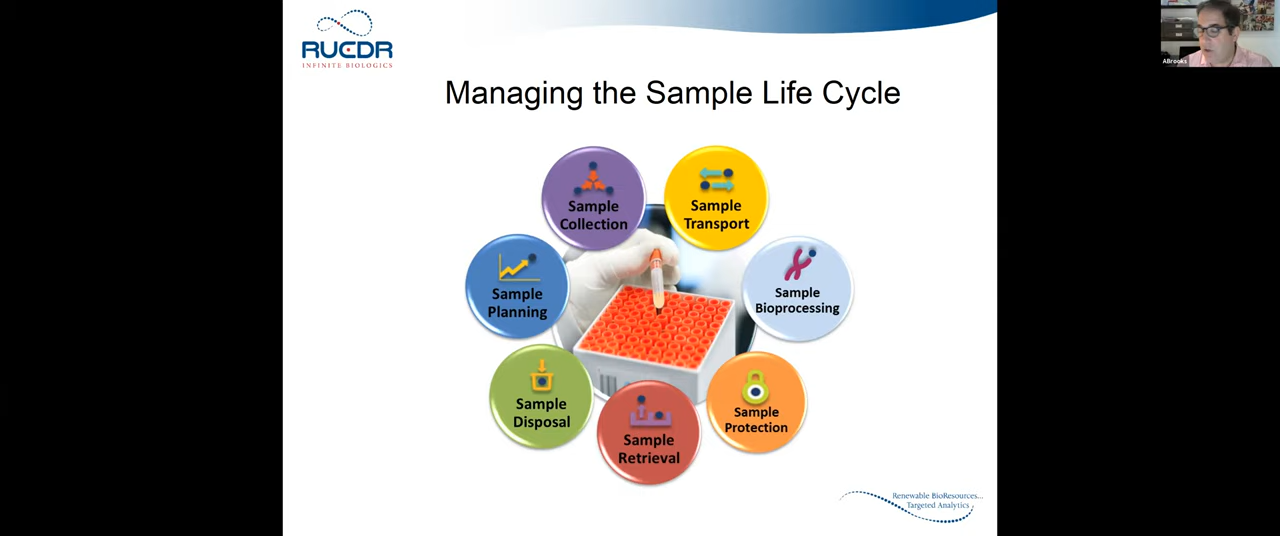 RUCDR
INFINITE BIOLOGICS
ABrooks
Managing the Sample Life Cycle
Sample
Collection
Sample
Transport
Sample
Bioprocessing
Sample
Protection
Sample
Retrieval
Sample
Disposal
Sample
Planning
Renewable BioResources...
Targeted Analytics